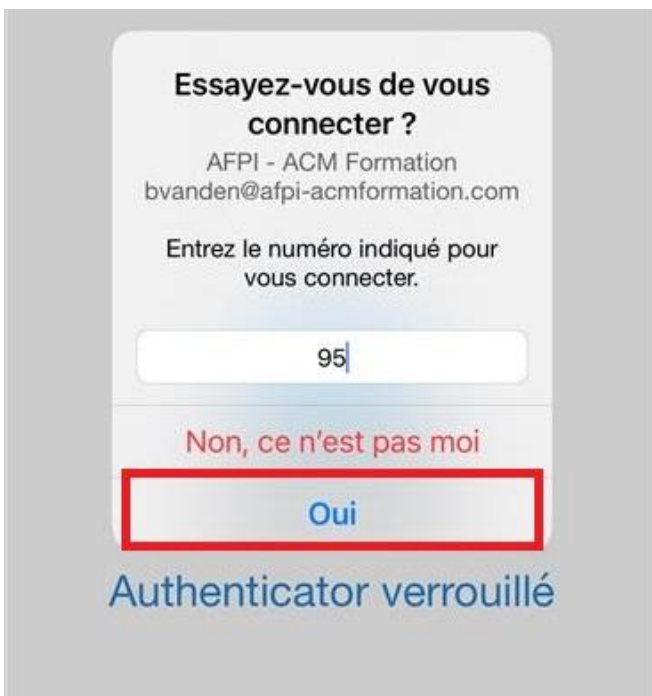 Essayez-vous de vous
connecter ?
AFPI - ACM Formation
bvanden@afpi-acmformation.com
Entrez le numéro indiqué pour
vous connecter.
95
Non, ce n'est pas moi
Oui
Authenticator verrouillé